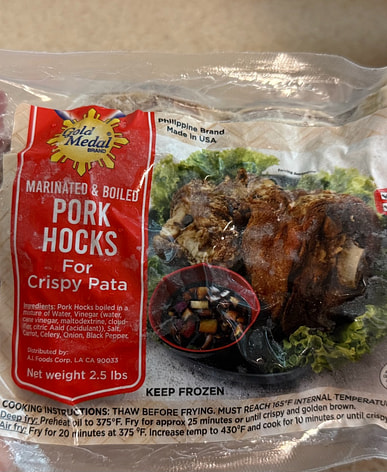 Gold
Medal
BRAND
Philippine Brand
Made in USA
MARINATED & BOILED
PORK
HOCKS
For
Crispy Pata
Ingredients: Pork Hocks boiled in a
mixture of Water, Vinegar (water,
cane vinegar, maltodextrine, cloud-
ifier, citric Aaid (acidulant)), Salt,
Carrot, Celery, Onion, Black Pepper.
Distributed by:
A.I. Foods Corp, LA CA 90033
Net weight 2.5 lbs
KEEP FROZEN
COOKING INSTRUCTIONS: THAW BEFORE FRYING. MUST REACH 165°F INTERNAL TEMPERATU
Deep Fry: Preheat oil to 375°F. Fry for approx 25 minutes or until crispy and golden brown.
Air fry: Fry for 20 minutes at 375 °F. Increase temp to 430°F and cook for 10 minutes or until crispy